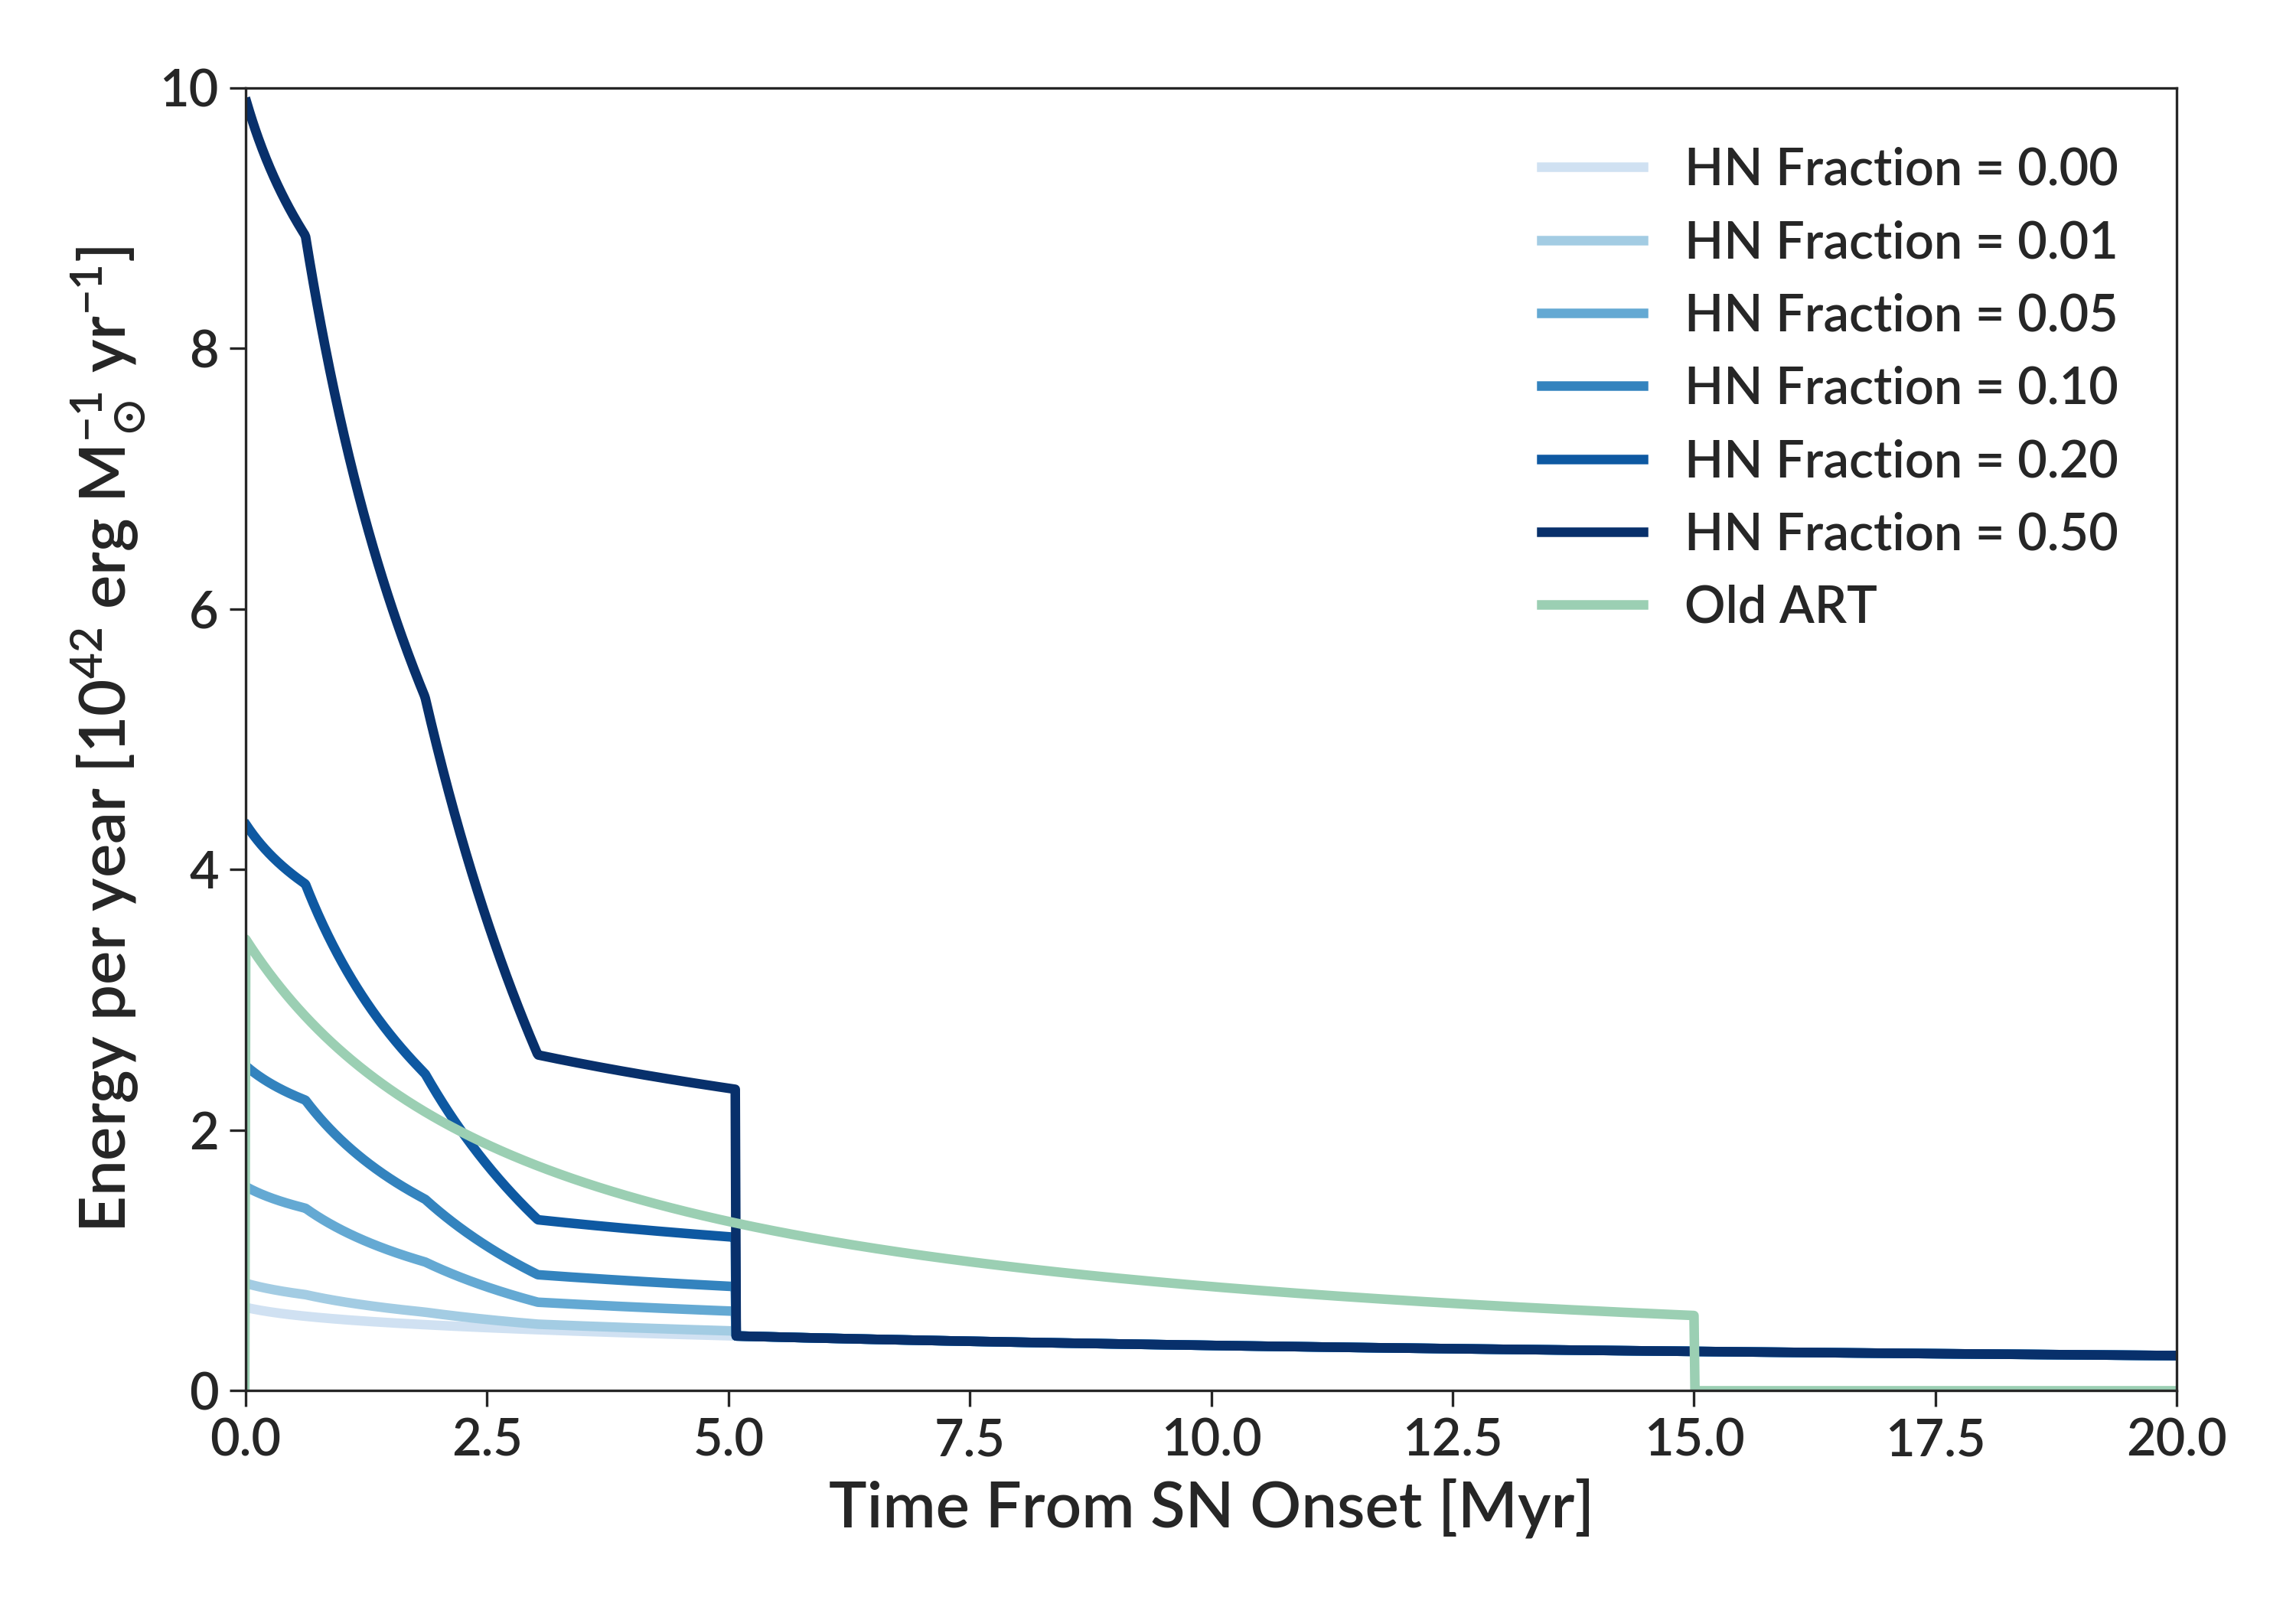 10
8
6
4
2
0
Energy per year [10⁴² erg M⊙⁻¹ yr⁻¹]
HN Fraction = 0.00
HN Fraction = 0.01
HN Fraction = 0.05
HN Fraction = 0.10
HN Fraction = 0.20
HN Fraction = 0.50
Old ART
0.0 2.5 5.0 7.5 10.0 12.5 15.0 17.5 20.0
Time From SN Onset [Myr]